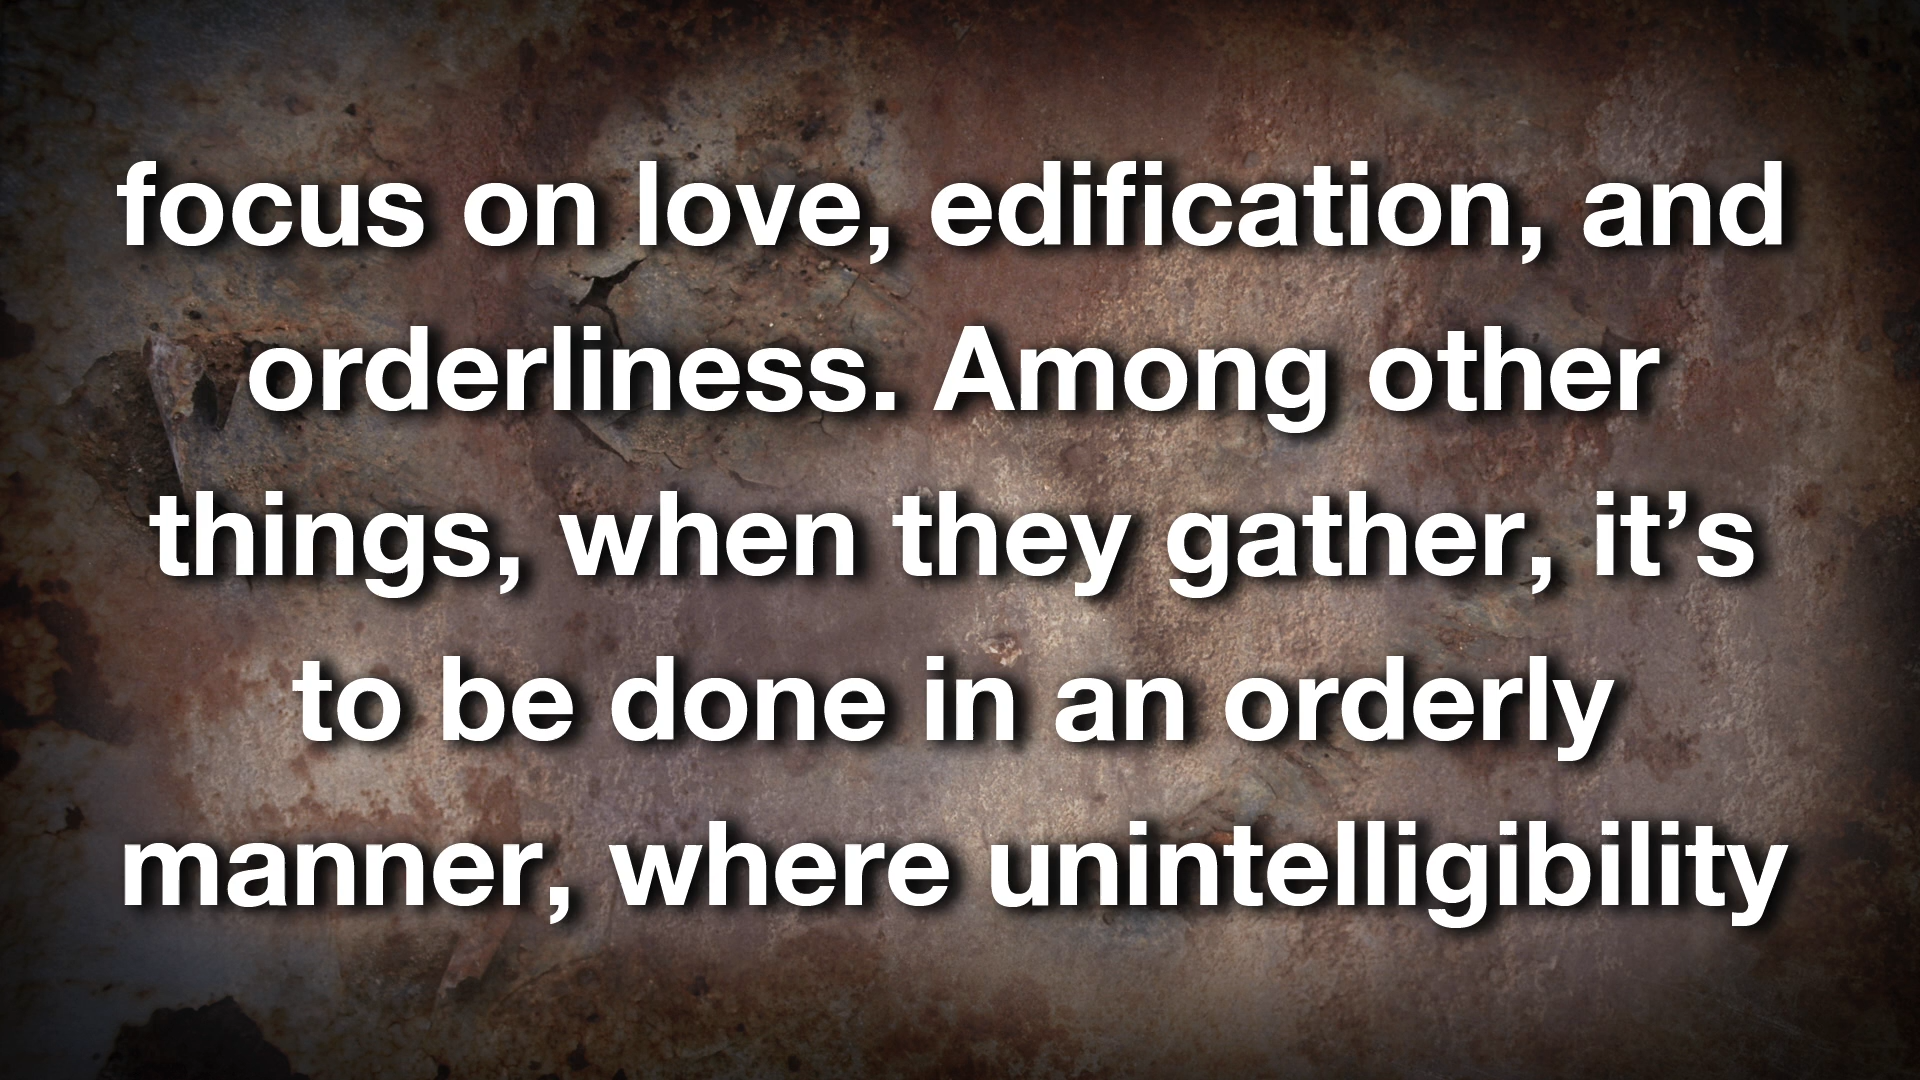 focus on love, edification, and
orderliness. Among other
things, when they gather, it’s
to be done in an orderly
manner, where unintelligibility